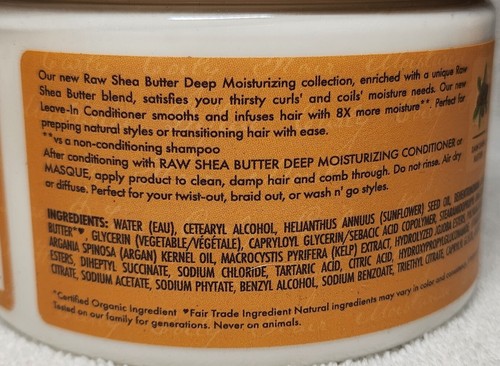 Our new Raw Shea Butter Deep Moisturizing collection, enriched with a unique Raw
Shea Butter blend, satisfies your thirsty curls' and coils' moisture needs. Our new
Leave-In Conditioner smooths and infuses hair with 8X more moisture**. Perfect for
prepping natural styles or transitioning hair with ease.
**vs a non-conditioning shampoo
After conditioning with RAW SHEA BUTTER DEEP MOISTURIZING CONDITIONER or
MASQUE, apply product to clean, damp hair and comb through. Do not rinse. Air dry
or diffuse. Perfect for your twist-out, braid out, or wash n' go styles.
INGREDIENTS: WATER (EAU), CETEARYL ALCOHOL, HELIANTHUS ANNUUS (SUNFLOWER) SEED OIL,
BUTTER*♥, GLYCERIN (VEGETABLE/VÉGÉTALE), CAPRYLOYL GLYCERIN/SEBACIC ACID COPOLYMER,
ARGANIA SPINOSA (ARGAN) KERNEL OIL, MACROCYSTIS PYRIFERA (KELP) EXTRACT, HYDROLYZED JOJOBA ESTERS,
ESTERS, DIHEPTYL SUCCINATE, SODIUM CHLORIDE, TARTARIC ACID, CITRIC ACID,
CITRATE, SODIUM ACETATE, SODIUM PHYTATE, BENZYL ALCOHOL, SODIUM BENZOATE, TRIETHYL CITRATE,
*Certified Organic Ingredient ♥Fair Trade Ingredient Natural ingredients may vary in color and
Tested on our family for generations. Never on animals.